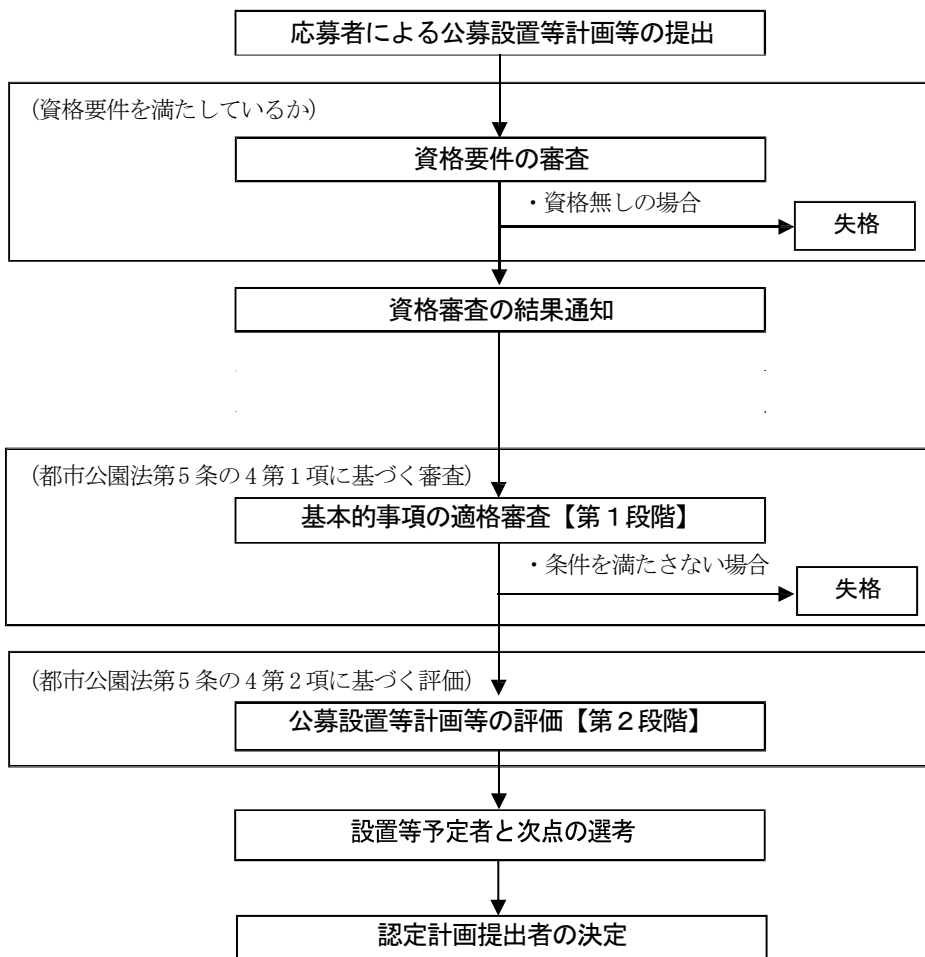 応募者による公募設置等計画等の提出
(資格要件を満たしているか)
資格要件の審査
・資格無しの場合
失格
資格審査の結果通知
(都市公園法第5条の4第1項に基づく審査)
基本的事項の適格審査【第1段階】
・条件を満たさない場合
失格
(都市公園法第5条の4第2項に基づく評価)
公募設置等計画等の評価【第2段階】
設置等予定者と次点の選考
認定計画提出者の決定